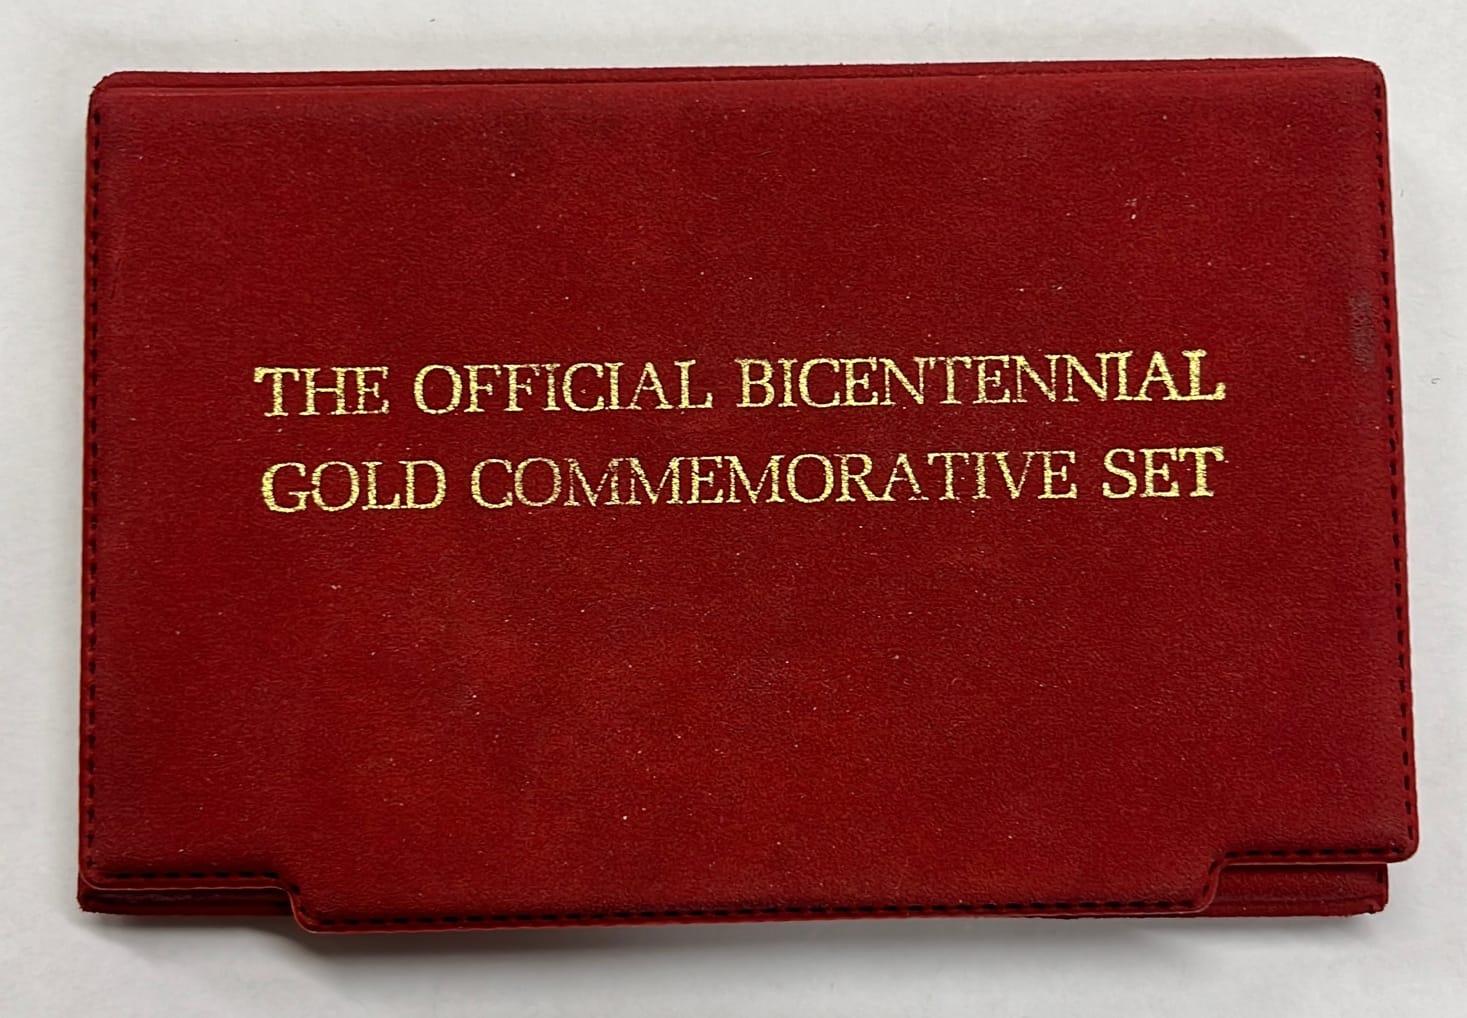 THE OFFICIAL BICENTENNIAL
GOLD COMMEMORATIVE SET